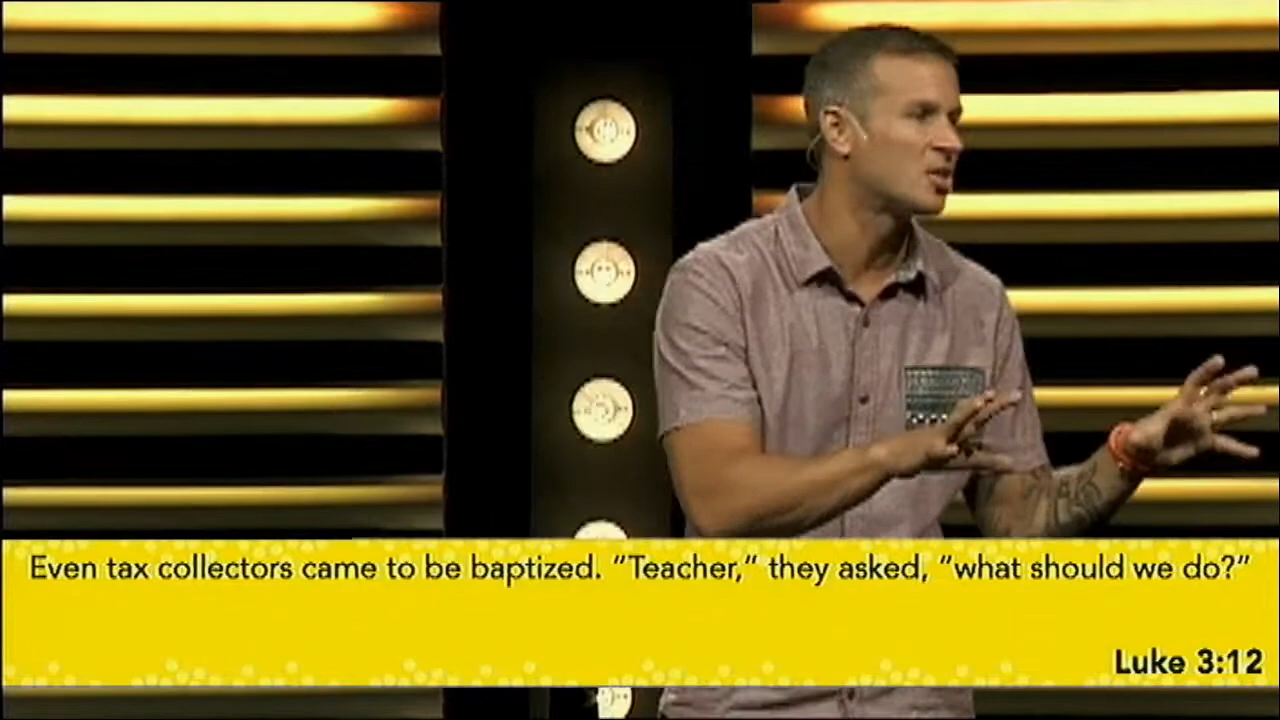 Even tax collectors came to be baptized. “Teacher,” they asked, “what should we do?”
Luke 3:12